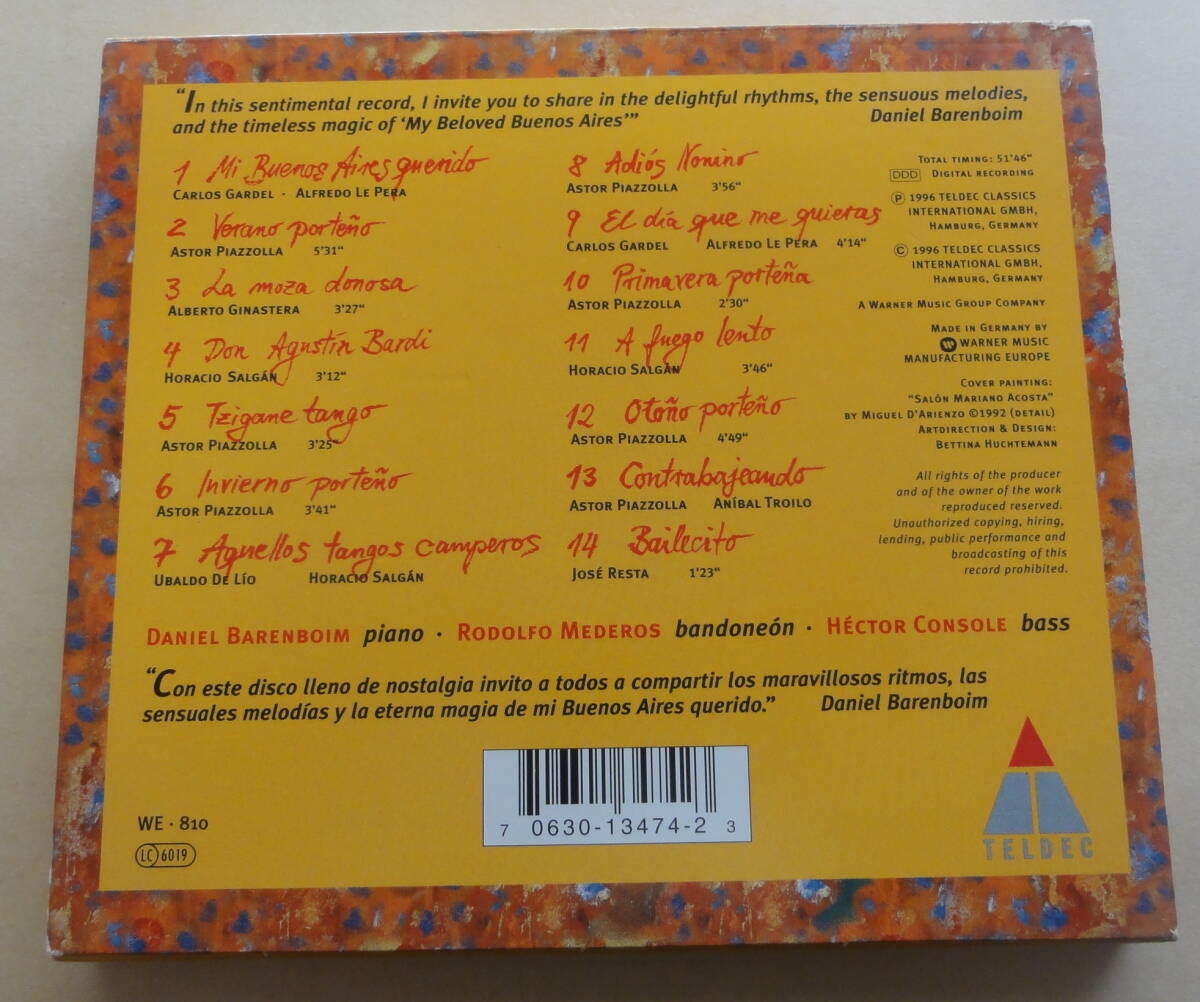 “In this sentimental record, I invite you to share in the delightful rhythms, the sensuous melodies,
and the timeless magic of ‘My Beloved Buenos Aires’” Daniel Barenboim
1 Mi Buenos Aires querido
CARLOS GARDEL · ALFREDO LE PERA
2 Verano porteño
ASTOR PIAZZOLLA 5'31"
3 La moza donosa
ALBERTO GINASTERA 3'27"
4 Don Agustín Bardi
HORACIO SALGÁN 3'12"
5 Tzigane tango
ASTOR PIAZZOLLA 3'25"
6 Invierno porteño
ASTOR PIAZZOLLA 3'41"
7 Aquellos tangos camperos
UBALDO DE LÍO HORACIO SALGÁN
8 Adiós Nonino
ASTOR PIAZZOLLA 3'56"
9 El día que me quieras
CARLOS GARDEL ALFREDO LE PERA 4'14"
10 Primavera porteña
ASTOR PIAZZOLLA 2'30"
11 A fuego lento
HORACIO SALGÁN 3'46"
12 Otoño porteño
ASTOR PIAZZOLLA 4'49"
13 Contrabajeando
ASTOR PIAZZOLLA ANÍBAL TROILO
14 Bailecito
JOSÉ RESTA 1'23"
TOTAL TIMING: 51'46"
DDD DIGITAL RECORDING
Ⓟ 1996 TELDEC CLASSICS
INTERNATIONAL GMBH,
HAMBURG, GERMANY
© 1996 TELDEC CLASSICS
INTERNATIONAL GMBH,
HAMBURG, GERMANY
A WARNER MUSIC GROUP COMPANY
MADE IN GERMANY BY
WARNER MUSIC
MANUFACTURING EUROPE
COVER PAINTING:
"SALÓN MARIANO ACOSTA"
BY MIGUEL D'ARIENZO ©1992 (DETAIL)
ARTDIRECTION & DESIGN:
BETTINA HUCHTEMANN
All rights of the producer
and of the owner of the work
reproduced reserved.
Unauthorized copying, hiring,
lending, public performance and
broadcasting of this
record prohibited.
DANIEL BARENBOIM piano · RODOLFO MEDEROS bandoneón · HÉCTOR CONSOLE bass
“Con este disco lleno de nostalgia invito a todos a compartir los maravillosos ritmos, las
sensuales melodías y la eterna magia de mi Buenos Aires querido.” Daniel Barenboim
WE · 810
LC 6019
7 0630-13474-2 3
TELDEC